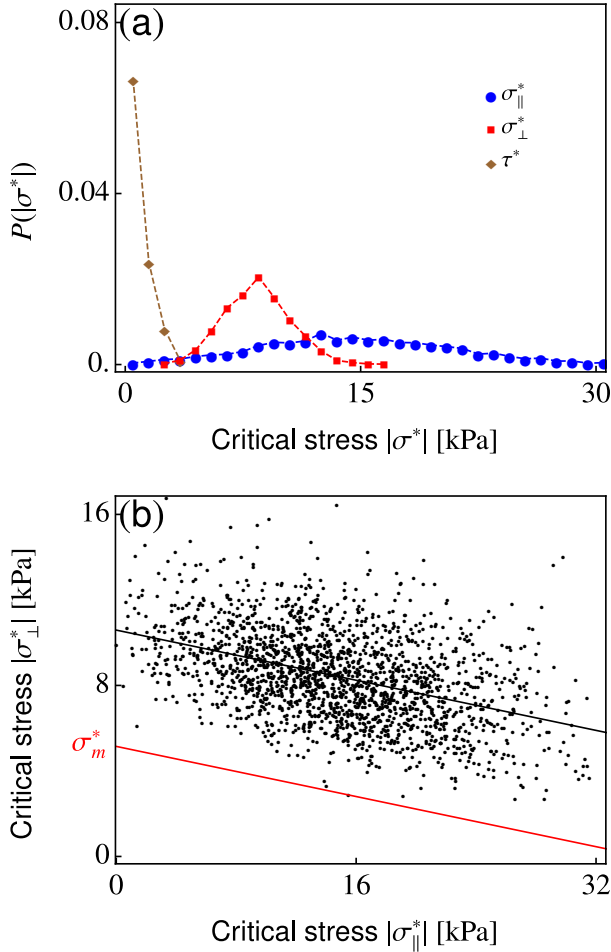 (a)
0.08
0.04
0.
P(|σ*|)
σ∥*
σ⊥*
τ*
0
15
30
Critical stress |σ*| [kPa]
(b)
16
8
0
Critical stress |σ⊥*| [kPa]
σm*
0
16
32
Critical stress |σ∥*| [kPa]